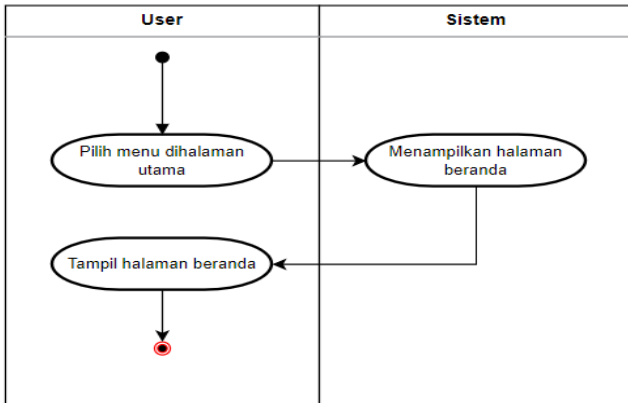 User
Sistem
Pilih menu dihalaman
utama
Menampilkan halaman
beranda
Tampil halaman beranda